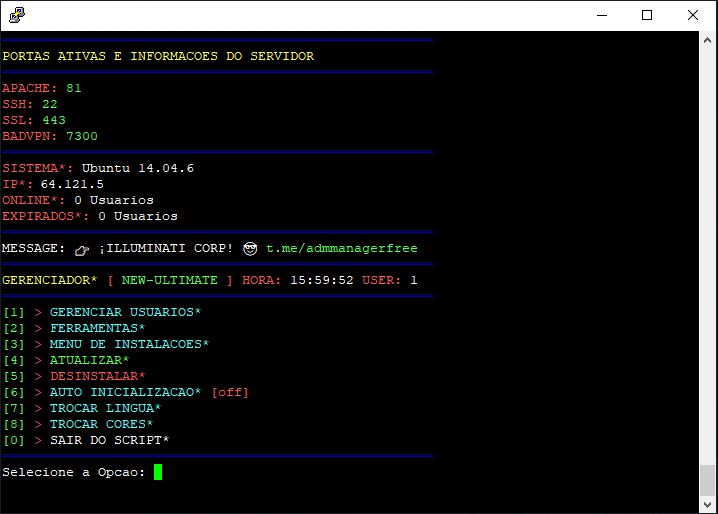 PORTAS ATIVAS E INFORMACOES DO SERVIDOR
APACHE: 81
SSH: 22
SSL: 443
BADVPN: 7300
SISTEMA*: Ubuntu 14.04.6
IP*: 64.121.5
ONLINE*: 0 Usuarios
EXPIRADOS*: 0 Usuarios
MESSAGE: 👉 ¡ILLUMINATI CORP! 😎 t.me/admmanagerfree
GERENCIADOR* [ NEW-ULTIMATE ] HORA: 15:59:52 USER: 1
[1] > GERENCIAR USUARIOS*
[2] > FERRAMENTAS*
[3] > MENU DE INSTALACOES*
[4] > ATUALIZAR*
[5] > DESINSTALAR*
[6] > AUTO INICIALIZACAO* [off]
[7] > TROCAR LINGUA*
[8] > TROCAR CORES*
[0] > SAIR DO SCRIPT*
Selecione a Opcao: